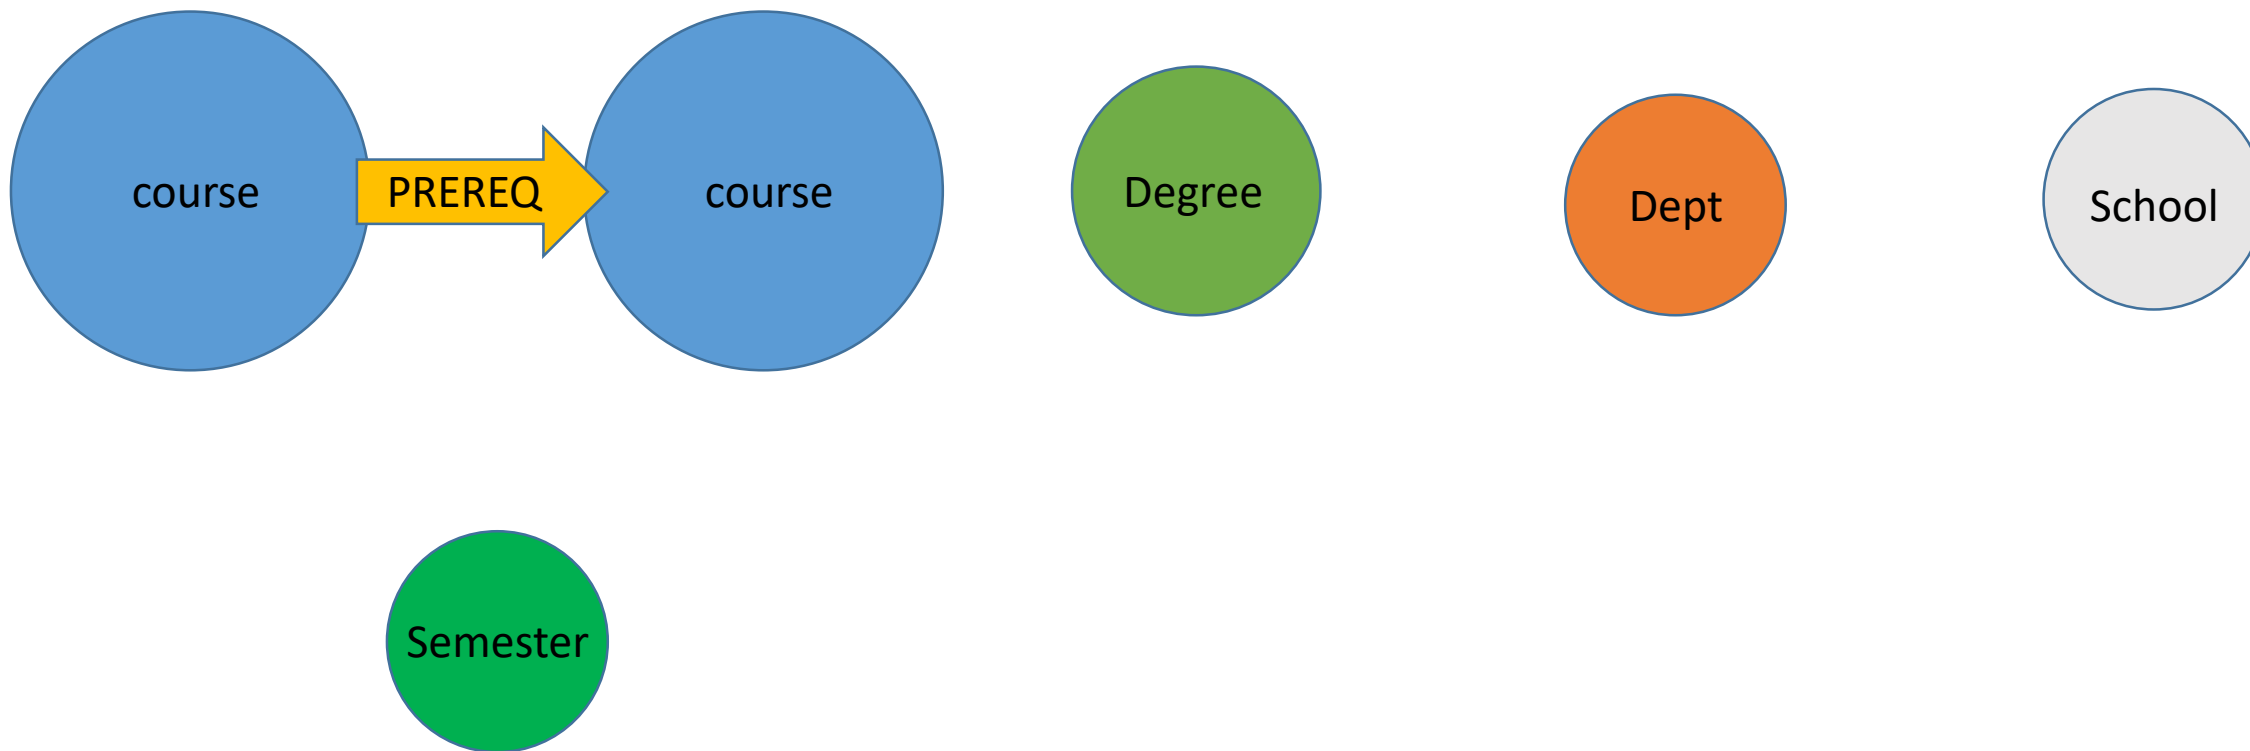 course
PREREQ
course
Degree
Dept
School
Semester